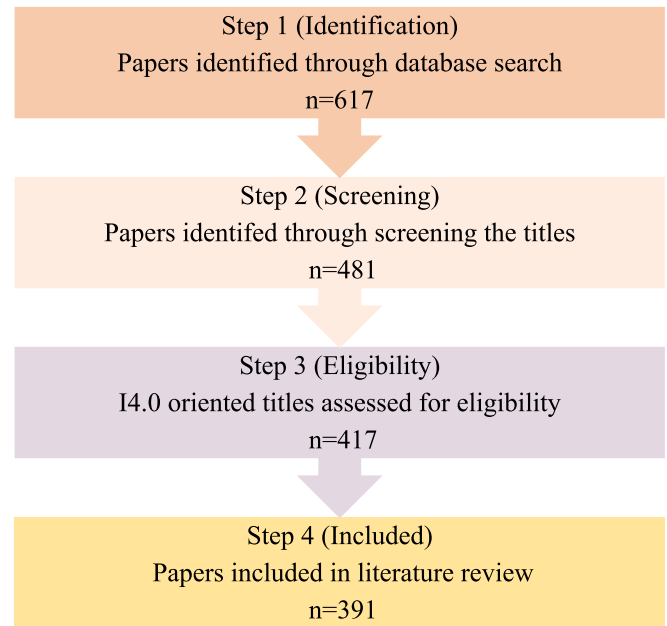 Step 1 (Identification)
Papers identified through database search
n=617
Step 2 (Screening)
Papers identifed through screening the titles
n=481
Step 3 (Eligibility)
I4.0 oriented titles assessed for eligibility
n=417
Step 4 (Included)
Papers included in literature review
n=391